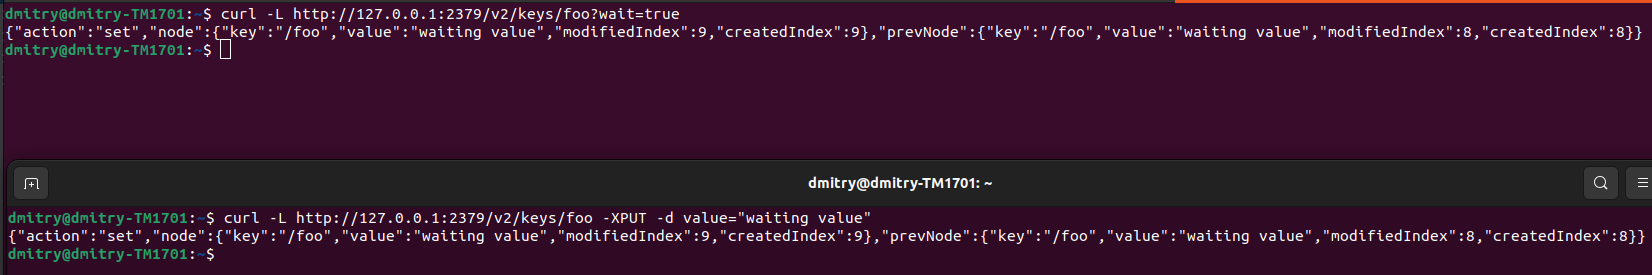 dmitry@dmitry-TM1701:~$ curl -L http://127.0.0.1:2379/v2/keys/foo?wait=true
{"action":"set","node":{"key":"/foo","value":"waiting value","modifiedIndex":9,"createdIndex":9},"prevNode":{"key":"/foo","value":"waiting value","modifiedIndex":8,"createdIndex":8}}
dmitry@dmitry-TM1701:~$
dmitry@dmitry-TM1701: ~
dmitry@dmitry-TM1701:~$ curl -L http://127.0.0.1:2379/v2/keys/foo -XPUT -d value="waiting value"
{"action":"set","node":{"key":"/foo","value":"waiting value","modifiedIndex":9,"createdIndex":9},"prevNode":{"key":"/foo","value":"waiting value","modifiedIndex":8,"createdIndex":8}}
dmitry@dmitry-TM1701:~$